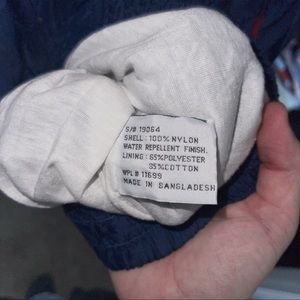 S/# 19064
SHELL : 100% NYLON
WATER REPELLENT FINISH.
LINING : 65% POLYESTER
35% COTTON
WPL # 11699
MADE IN BANGLADESH